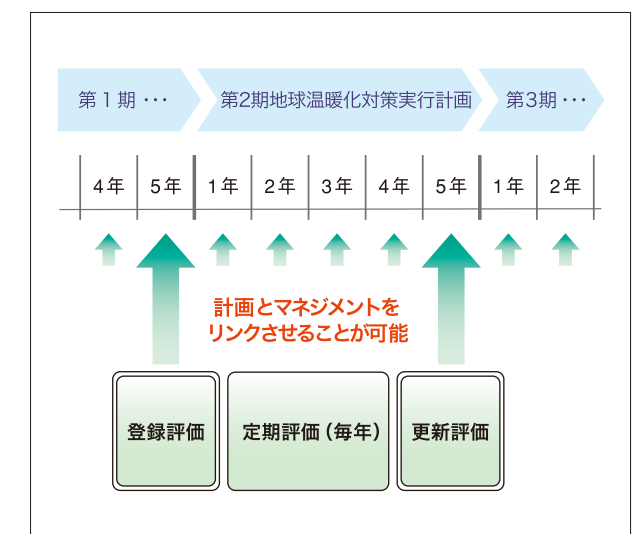 第1期・・・
第2期地球温暖化対策実行計画
第3期・・・
4年 5年 1年 2年 3年 4年 5年 1年 2年
計画とマネジメントを
リンクさせることが可能
登録評価
定期評価（毎年）
更新評価